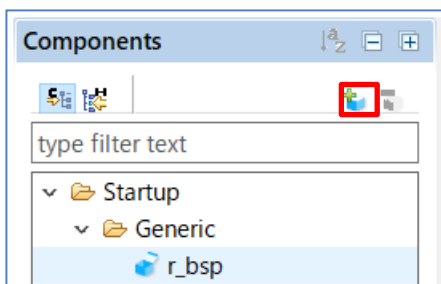 Components
type filter text
Startup
Generic
r_bsp